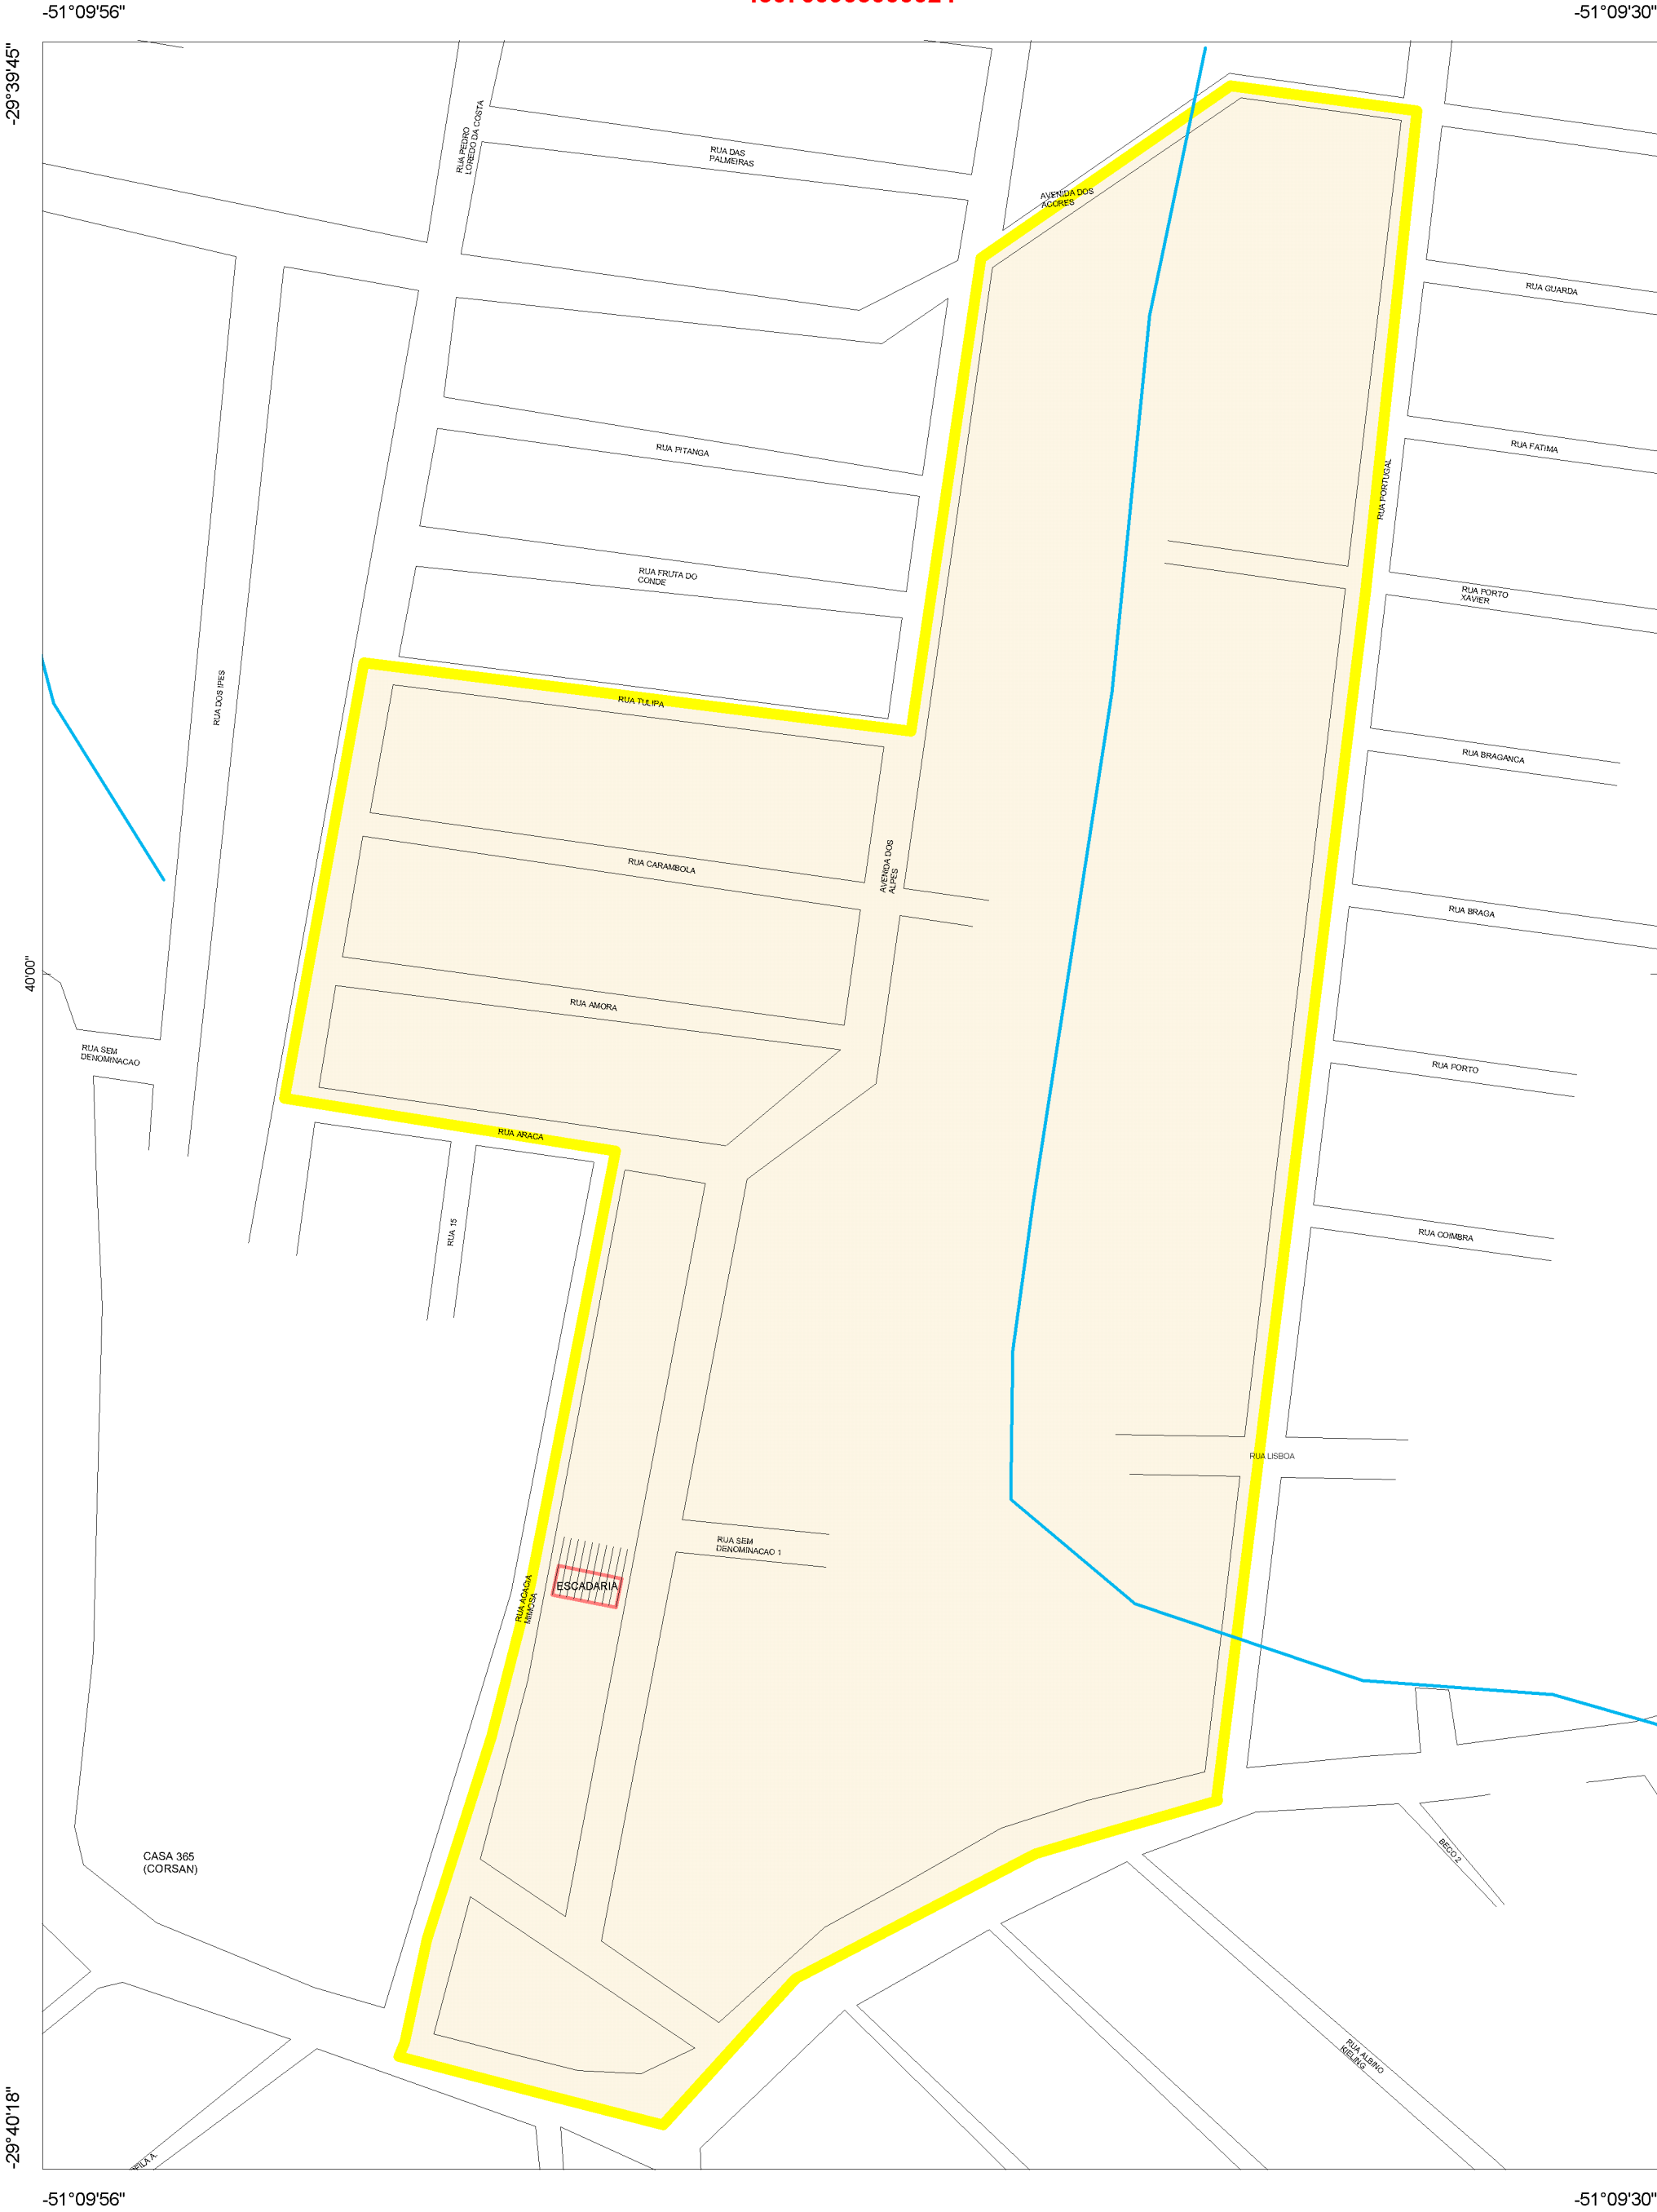 -51°09'56"
-51°09'30"
-29°39'45"
RUA PEDRO
LOREDO DA COSTA
RUA DAS
PALMEIRAS
AVENIDA DOS
ACORES
RUA GUARDA
RUA PITANGA
RUA FATIMA
RUA PORTUGAL
RUA FRUTA DO
CONDE
RUA PORTO
XAVIER
RUA DOS IPES
RUA TULIPA
RUA BRAGANCA
RUA CARAMBOLA
AVENIDA DOS
ALPES
RUA BRAGA
40'00"
RUA AMORA
RUA SEM
DENOMINACAO
RUA PORTO
RUA ARACA
RUA 15
RUA COIMBRA
RUA LISBOA
RUA SEM
DENOMINACAO 1
ESCADARIA
RUA ACACIA
MIMOSA
CASA 365
(CORSAN)
BECO 2
RUA ALBINO
KIELING
-29°40'18"
-51°09'56"
-51°09'30"